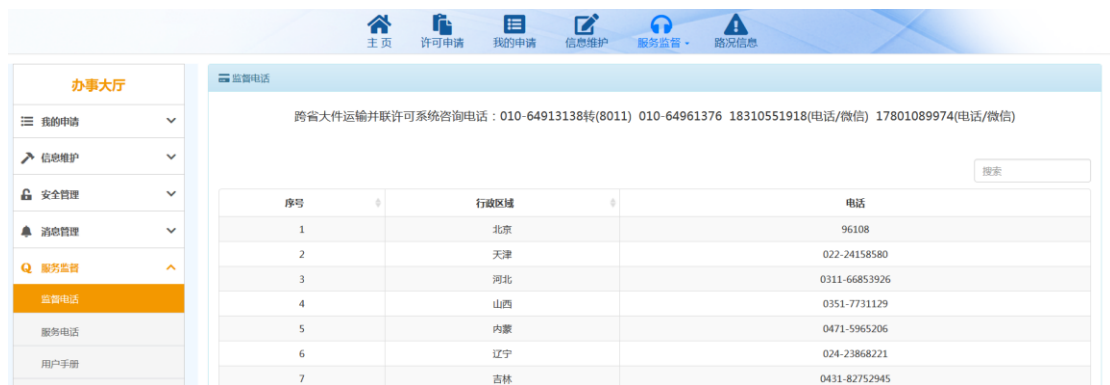 主 页 许可申请 我的申请 信息维护 服务监督 路况信息
办事大厅
我的申请
信息维护
安全管理
消息管理
服务监督
监督电话
服务电话
用户手册
监督电话
跨省大件运输并联许可系统咨询电话：010-64913138转(8011) 010-64961376 18310551918(电话/微信) 17801089974(电话/微信)
搜索
序号 行政区域 电话
1 北京 96108
2 天津 022-24158580
3 河北 0311-66853926
4 山西 0351-7731129
5 内蒙 0471-5965206
6 辽宁 024-23868221
7 吉林 0431-82752945